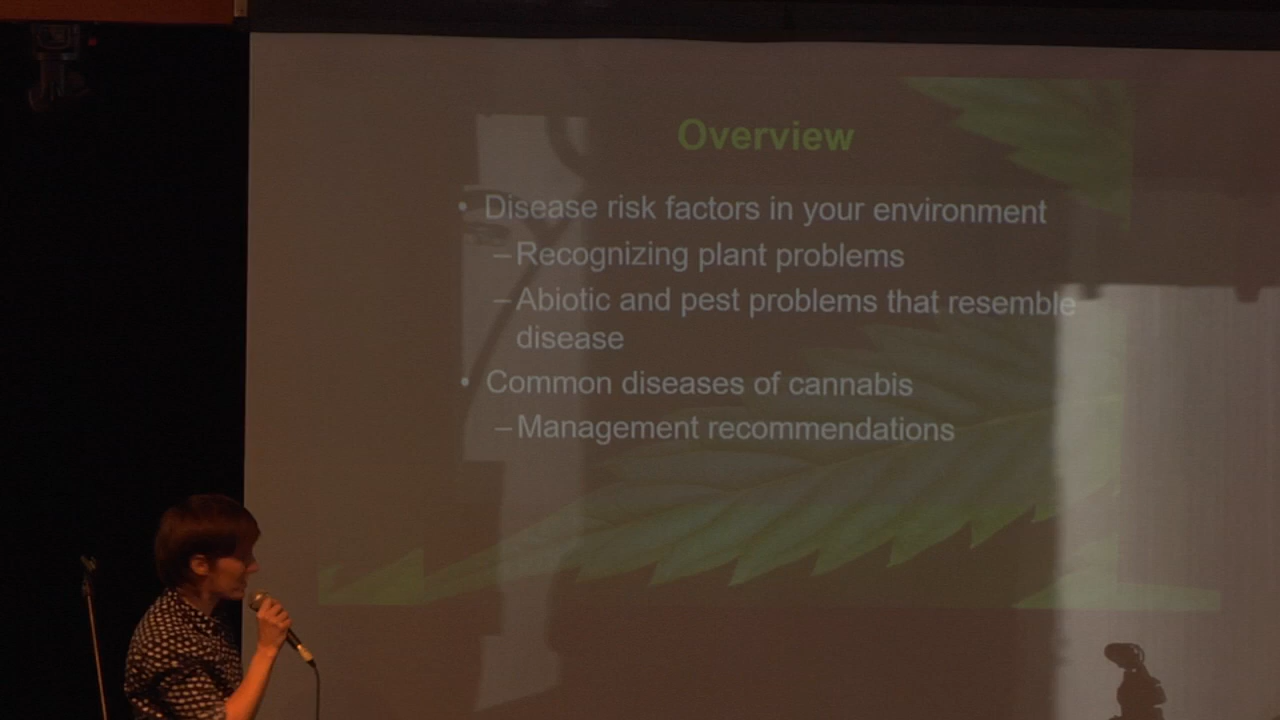 Overview
• Disease risk factors in your environment
– Recognizing plant problems
– Abiotic and pest problems that resemble
disease
• Common diseases of cannabis
– Management recommendations